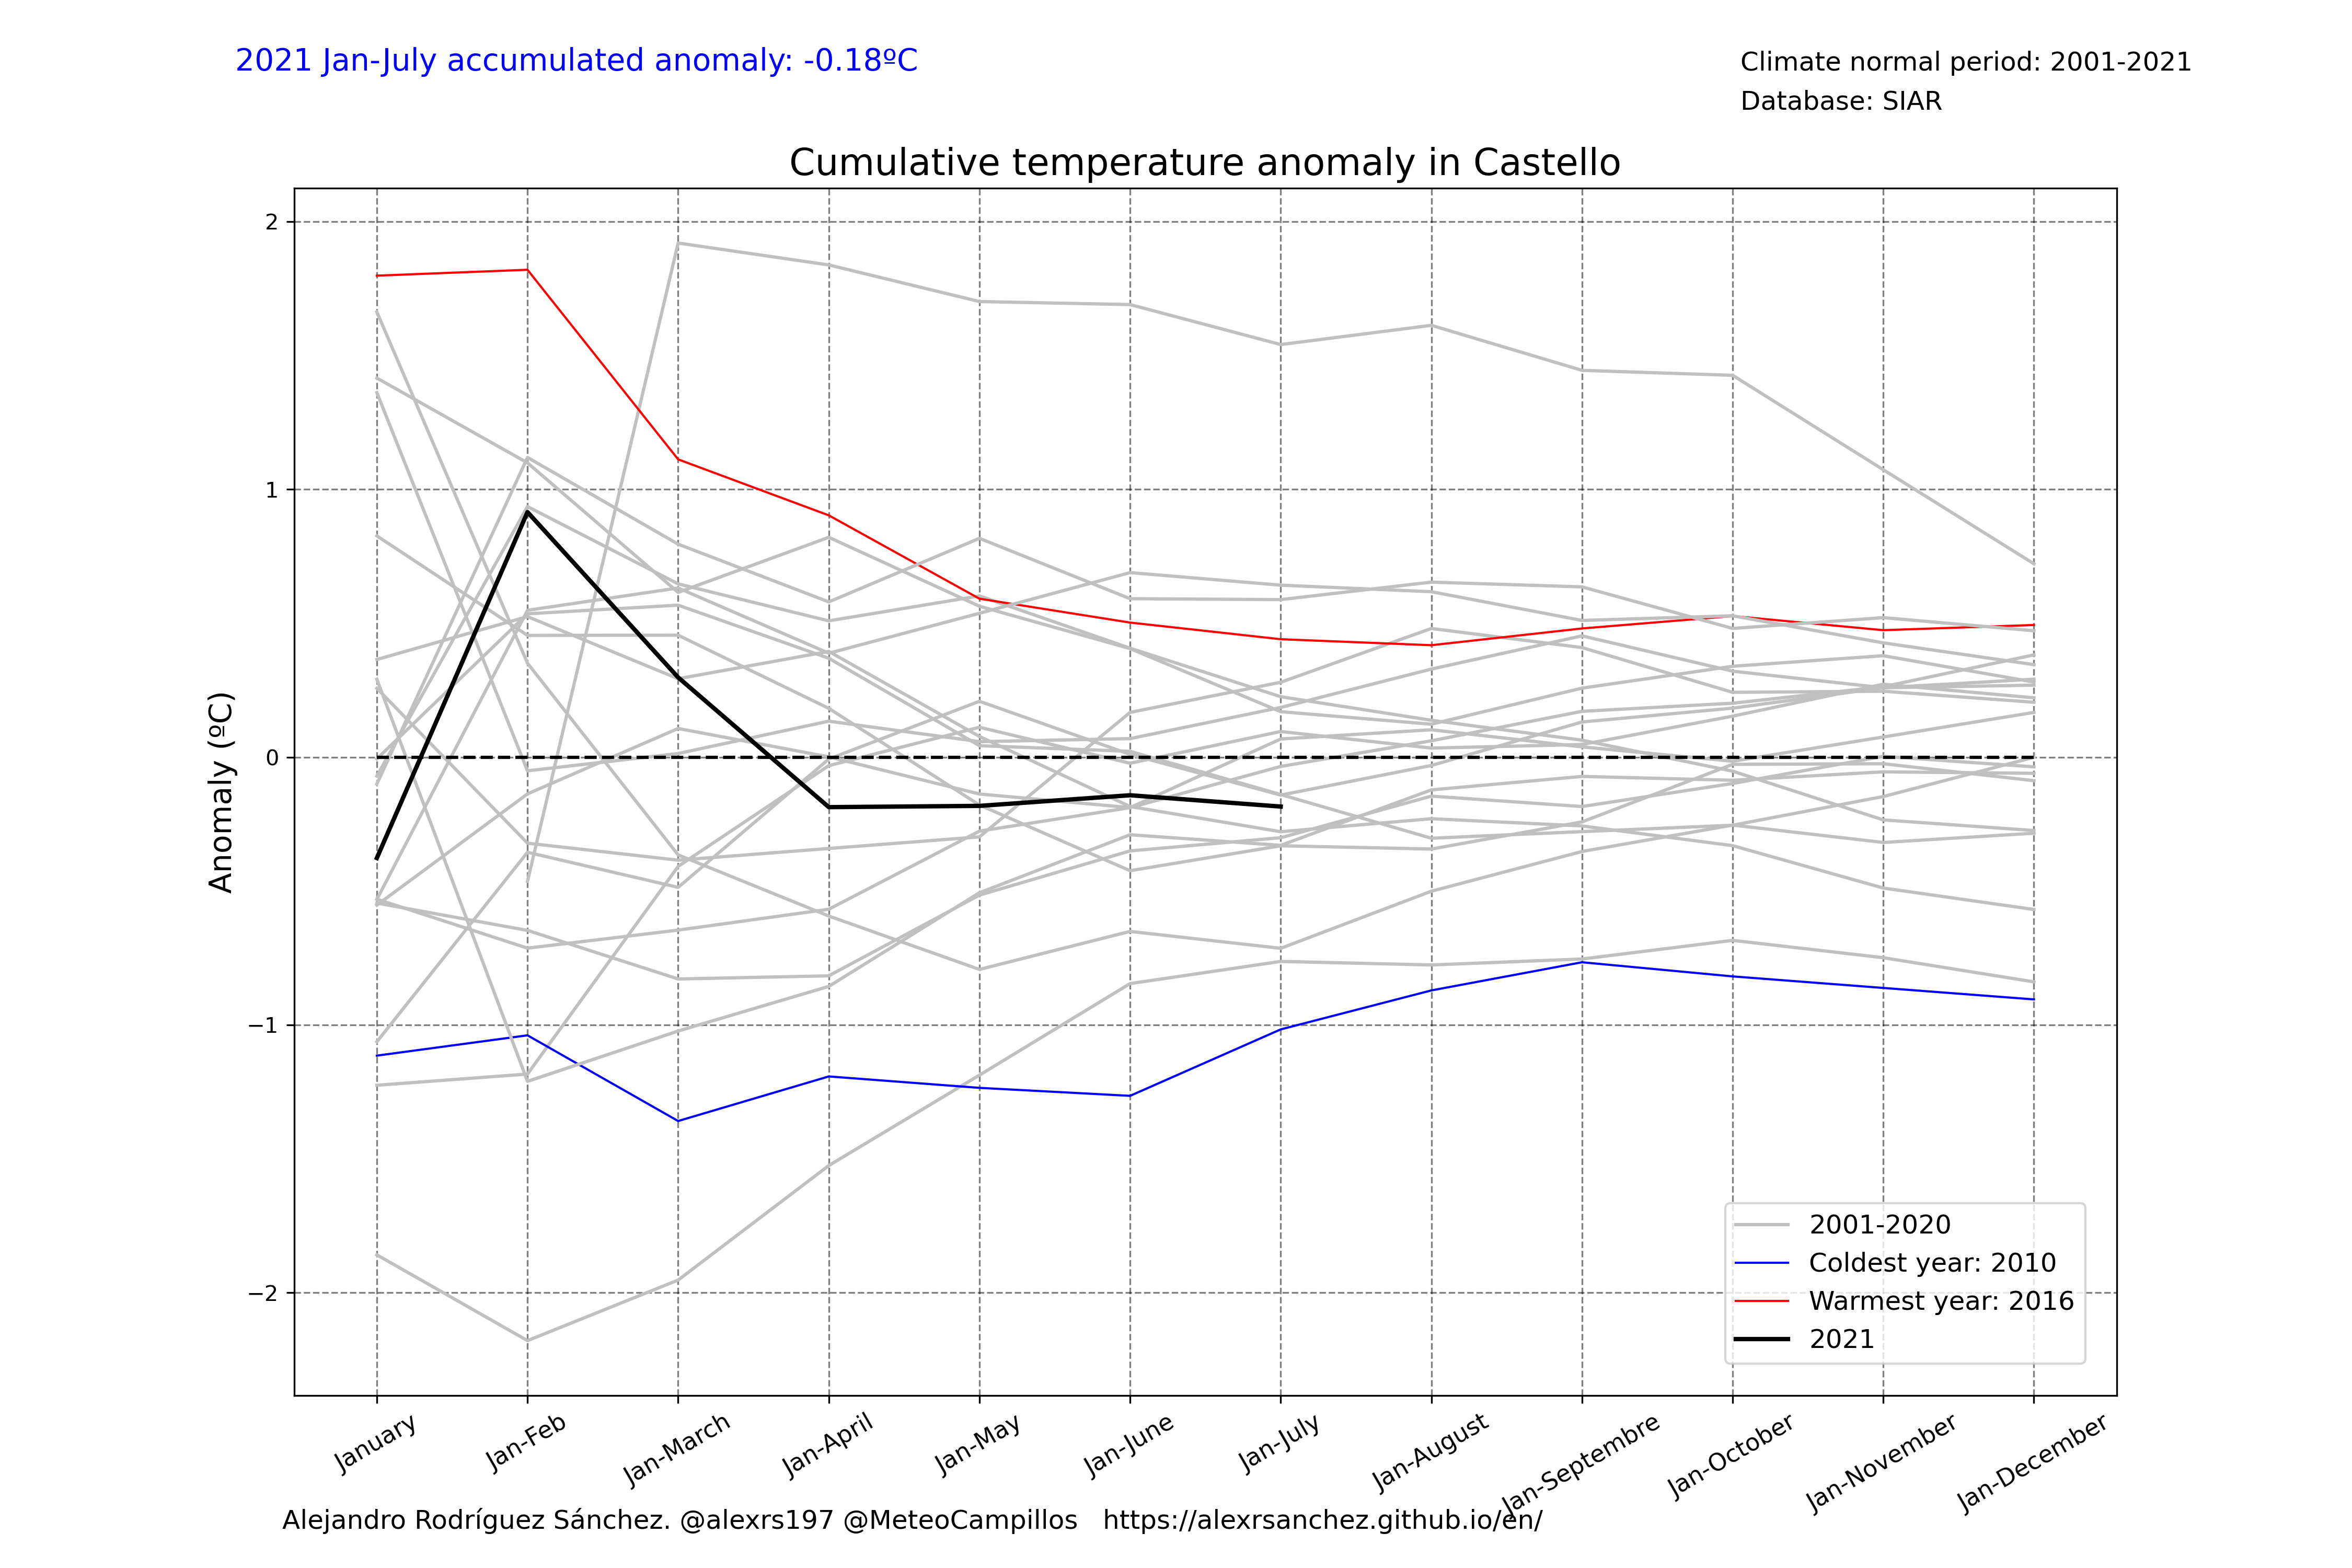 2021 Jan-July accumulated anomaly: -0.18ºC
Climate normal period: 2001-2021
Database: SIAR
Cumulative temperature anomaly in Castello
Anomaly (ºC)
2
1
0
−1
−2
2001-2020
Coldest year: 2010
Warmest year: 2016
2021
January
Jan-Feb
Jan-March
Jan-April
Jan-May
Jan-June
Jan-July
Jan-August
Jan-Septembre
Jan-October
Jan-November
Jan-December
Alejandro Rodríguez Sánchez. @alexrs197 @MeteoCampillos   https://alexrsanchez.github.io/en/